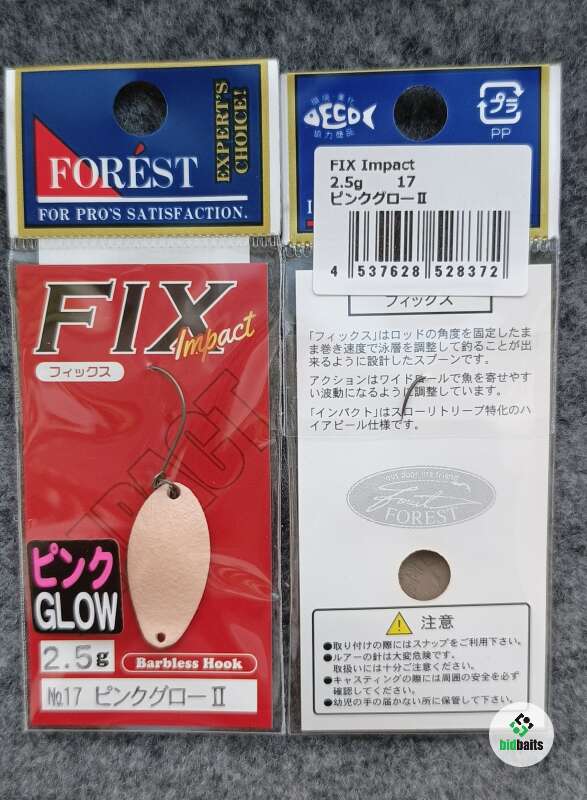 FORÉST
EXPERT'S
CHOICE!
FOR PRO'S SATISFACTION.
FIX
Impact
フィックス
IMPACT
ピンク
GLOW
2.5g
Barbless Hook
No.17 ピンクグローⅡ
ECO
協力商品
プラ
PP
FIX Impact
2.5g 17
ピンクグローⅡ
4 537628 528372
フィックス
「フィックス」はロッドの角度を固定したま
ま巻き速度で泳層を調整して釣ることが出
来るように設計したスプーンです。
アクションはワイドロールで魚を寄せやす
い波動になるように調整しています。
「インパクト」はスローリトリーブ特化のハ
イアピール仕様です。
our door life friend
Forest
FOREST
注意
●取り付けの際にはスナップをご利用下さい。
●ルアーの針は大変危険です。
取扱いには十分ご注意ください。
●キャスティングの際には周囲の安全を必ず
確認してください。
●幼児の手の届かない所に保管して下さい。
bidbaits